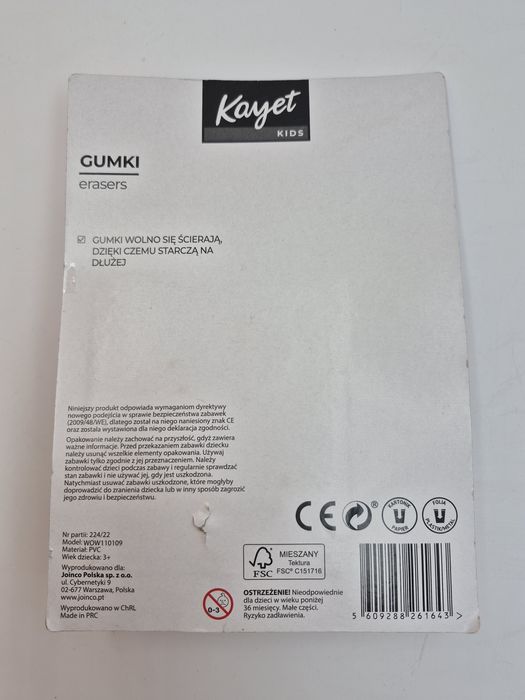 Kayet
KIDS
GUMKI
erasers
GUMKI WOLNO SIĘ ŚCIERAJĄ,
DZIĘKI CZEMU STARCZĄ NA
DŁUŻEJ
Niniejszy produkt odpowiada wymaganiom dyrektywy
nowego podejścia w sprawie bezpieczeństwa zabawek
(2009/48/WE), dlatego został na niego naniesiony znak CE
oraz została wystawiona dla niego deklaracja zgodności.
Opakowanie należy zachować na przyszłość, gdyż zawiera
ważne informacje. Przed przekazaniem zabawki dziecku
należy usunąć wszelkie elementy opakowania. Używaj
zabawki tylko zgodnie z jej przeznaczeniem. Należy
kontrolować dzieci podczas zabawy i regularnie sprawdzać
stan zabawki i nie używać jej, gdy jest uszkodzona.
Natychmiast usuwać zabawki uszkodzone, które mogłyby
doprowadzić do zranienia dziecka lub w inny sposób zagrozić
jego zdrowiu i bezpieczeństwu.
CE
®
KARTONIK
U
PAPIER
FOLIA
U
PLASTIK/METAL
Nr partii: 224/22
Model: WOW110109
Materiał: PVC
Wiek dziecka: 3+
Wyprodukowano dla:
Joinco Polska sp. z o.o.
ul. Cybernetyki 9
02-677 Warszawa, Polska
www.joinco.pl
Wyprodukowano w ChRL
Made in PRC
FSC
MIESZANY
Tektura
FSC® C151716
0-3
OSTRZEŻENIE! Nieodpowiednie
dla dzieci w wieku poniżej
36 miesięcy. Małe części.
Ryzyko zadławienia.
5 609288 261643 >